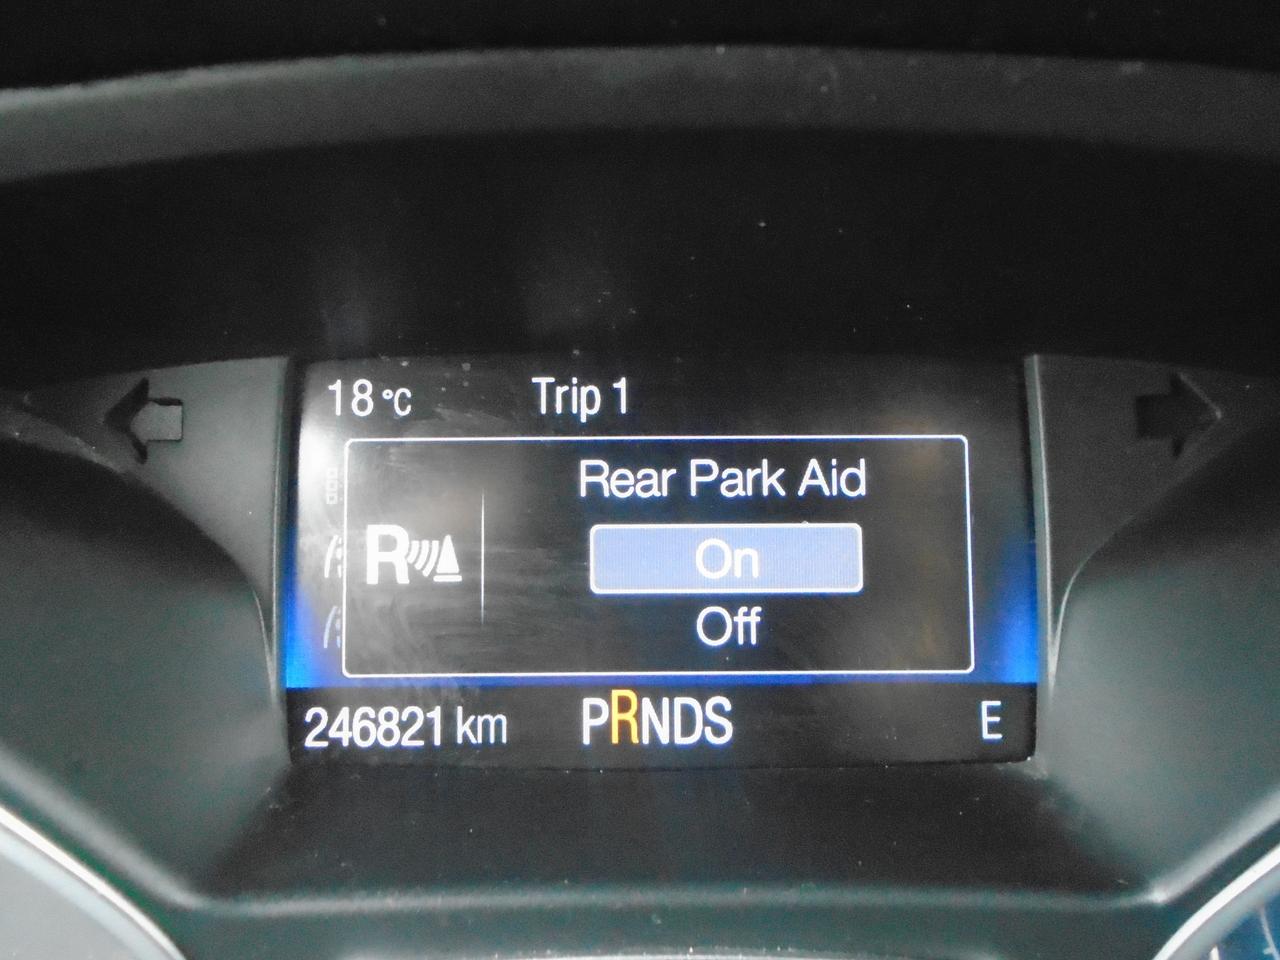 18 °C Trip 1
Rear Park Aid
R
On
Off
246821 km PRNDS E